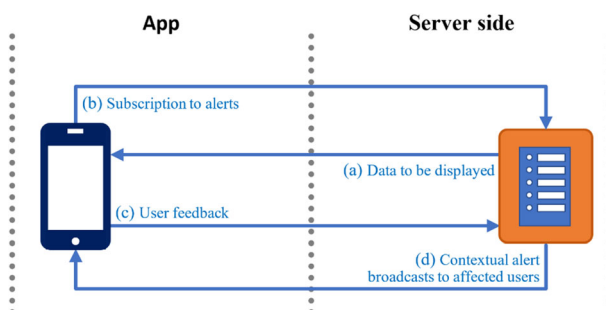 App
Server side
(b) Subscription to alerts
(a) Data to be displayed
(c) User feedback
(d) Contextual alert
broadcasts to affected users